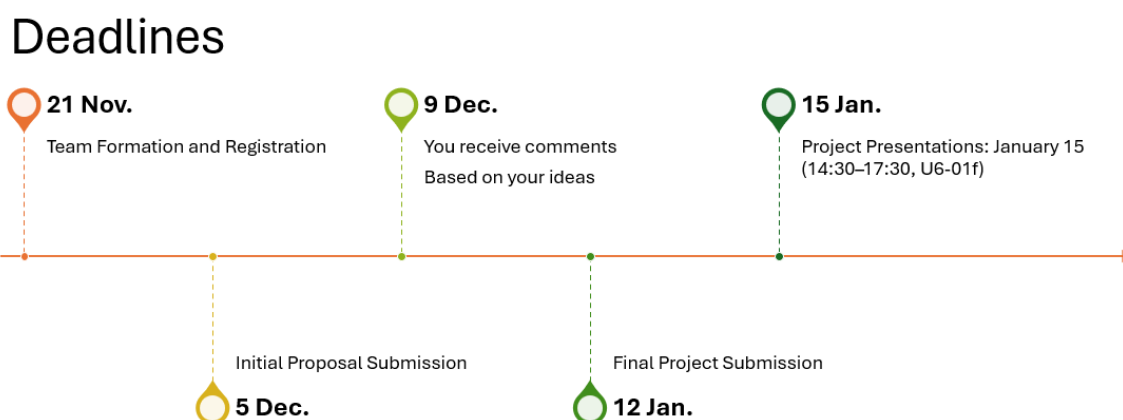 Deadlines
21 Nov.
Team Formation and Registration
9 Dec.
You receive comments
Based on your ideas
15 Jan.
Project Presentations: January 15
(14:30–17:30, U6-01f)
Initial Proposal Submission
5 Dec.
Final Project Submission
12 Jan.